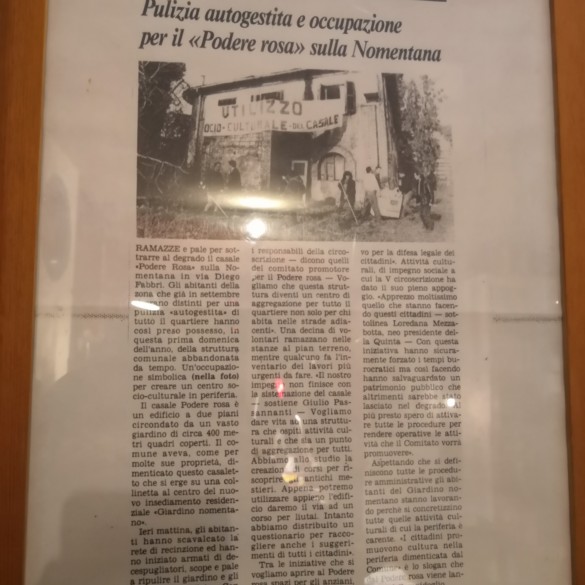 Pulizia autogestita e occupazione
per il «Podere rosa» sulla Nomentana
UTILIZZO
CULTURALE DEL CASALE
RAMAZZE e pale per sot-
trarre al degrado il casale
«Podere Rosa» sulla No-
mentana in via Diego
Fabbri. Gli abitanti della
zona che già in settembre
distinti per una
pulizia «autogestita» di
tutto il quartiere hanno
così preso possesso, in
questa prima domenica
dell'anno, della struttura
comunale abbandonata
da tempo. Un'occupazio
ne simbolica (nella foto)
per creare un centro so-
cio-culturale in periferia.
Il casale Podere rosa è
un edificio a due piani
circondato da un vasto
giardino di circa 400 me-
tri quadri coperti. Il co-
mune aveva, come per
molte sue proprietà, di-
menticato questo casalet-
to che si erge su una col-
linetta al centro del nuo-
vo insediamento residen-
ziale «Giardino nomenta-
no».
Ieri mattina, gli abitan-
ti hanno scavalcato la
rete di recinzione ed han-
no iniziato armati di de-
cespugliatori, scope e pale
a ripulire il giardino e gli
i responsabili della circo-
scrizione — dicono quelli
del comitato promotore
per il Podere rosa — Vo-
gliamo che questa strut-
tura diventi un centro di
aggregazione per tutto il
quartiere non solo per chi
abita nelle strade adia-
centi». Una decina di vo-
lontari ramazzano nelle
stanze al pian terreno,
mentre qualcuno fa l'in-
ventario dei lavori più
urgenti da fare. «Il nostro
non finisce con
la sistemazione del casale
— sostiene Giulio Pas-
sannanti — Vogliamo
dare vita ad una struttu-
ra che ospiti attività cul-
turali e che sia un punto
di aggregazione per tutti.
Abbiamo allo studio la
creazione di corsi per ri-
scoprire gli antichi me-
stieri. Appena potremo
utilizzare appieno l'edifi-
cio daremo il via ad un
corso per liutai. Intanto
abbiamo distribuito un
questionario per racco-
gliere anche i suggeri-
menti di tutti i cittadini».
Tra le iniziative che si
vogliamo aprire al Podere
spazi per gli anziani,
vo per la difesa legale dei
cittadini». Attività cultu-
rali, di impegno sociale a
cui la V circoscrizione ha
dato il suo pieno appog-
gio. «Apprezzo moltissimo
quello che stanno facen-
do questi cittadini — sot-
tolinea Loredana Mezza-
botta, neo presidente del-
la Quinta — Con questa
iniziativa hanno sicura-
mente forzato i tempi bu-
rocratici ma così facendo
hanno salvaguardato un
patrimonio pubblico che
altrimenti sarebbe stato
lasciato nel degrado. Al
più presto spero di attiva-
re tutte le procedure per
rendere operative le atti-
vità che il Comitato vorrà
promuovere».
Aspettando che si defi-
niscono tutte le procedu-
re amministrative gli abi-
tanti del Giardino no-
mentano stanno lavoran-
do perché si concretizzino
tutte quelle attività cul-
turali di cui la periferia è
carente. «I cittadini pro-
muovono cultura nella
periferia dimenticata dal
è lo slogan che
Podere rosa viene lan-